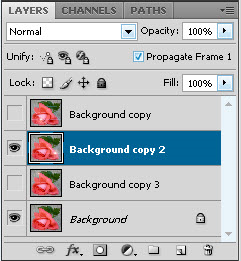 LAYERS CHANNELS PATHS
Normal Opacity: 100%
Unify: Propagate Frame 1
Lock: Fill: 100%
Background copy
Background copy 2
Background copy 3
Background
fx.